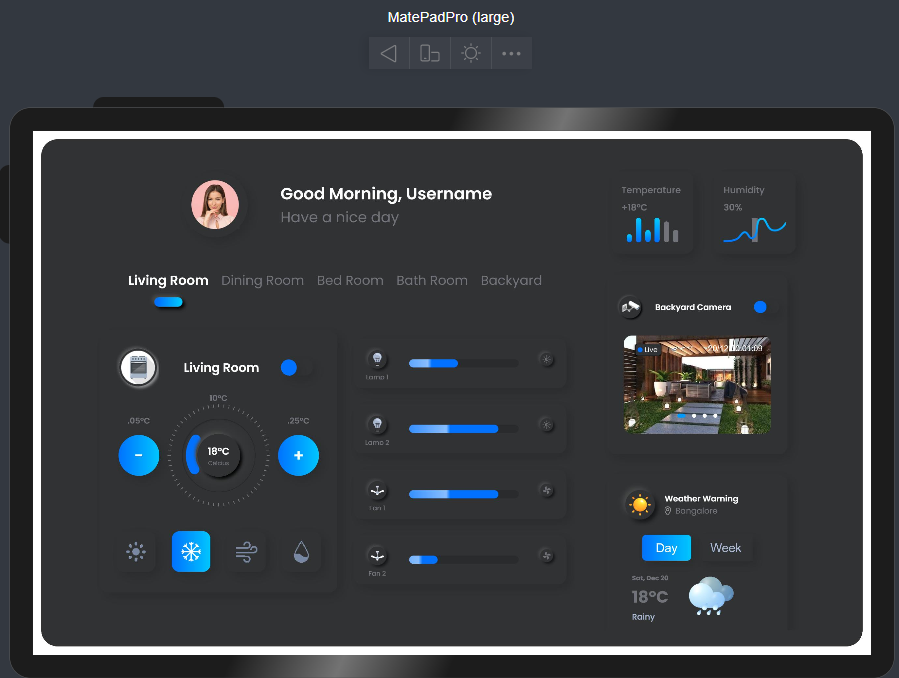 MatePadPro (large)
Good Morning, Username
Have a nice day
Temperature
+18°C
Humidity
30%
Living Room
Dining Room
Bed Room
Bath Room
Backyard
Living Room
10°C
.05°C
.25°C
-
18°C
Celsius
+
Lamp 1
Lamp 2
Fan 1
Fan 2
Backyard Camera
Live
Weather Warning
Bangalore
Day
Week
Sat, Dec 20
18°C
Rainy